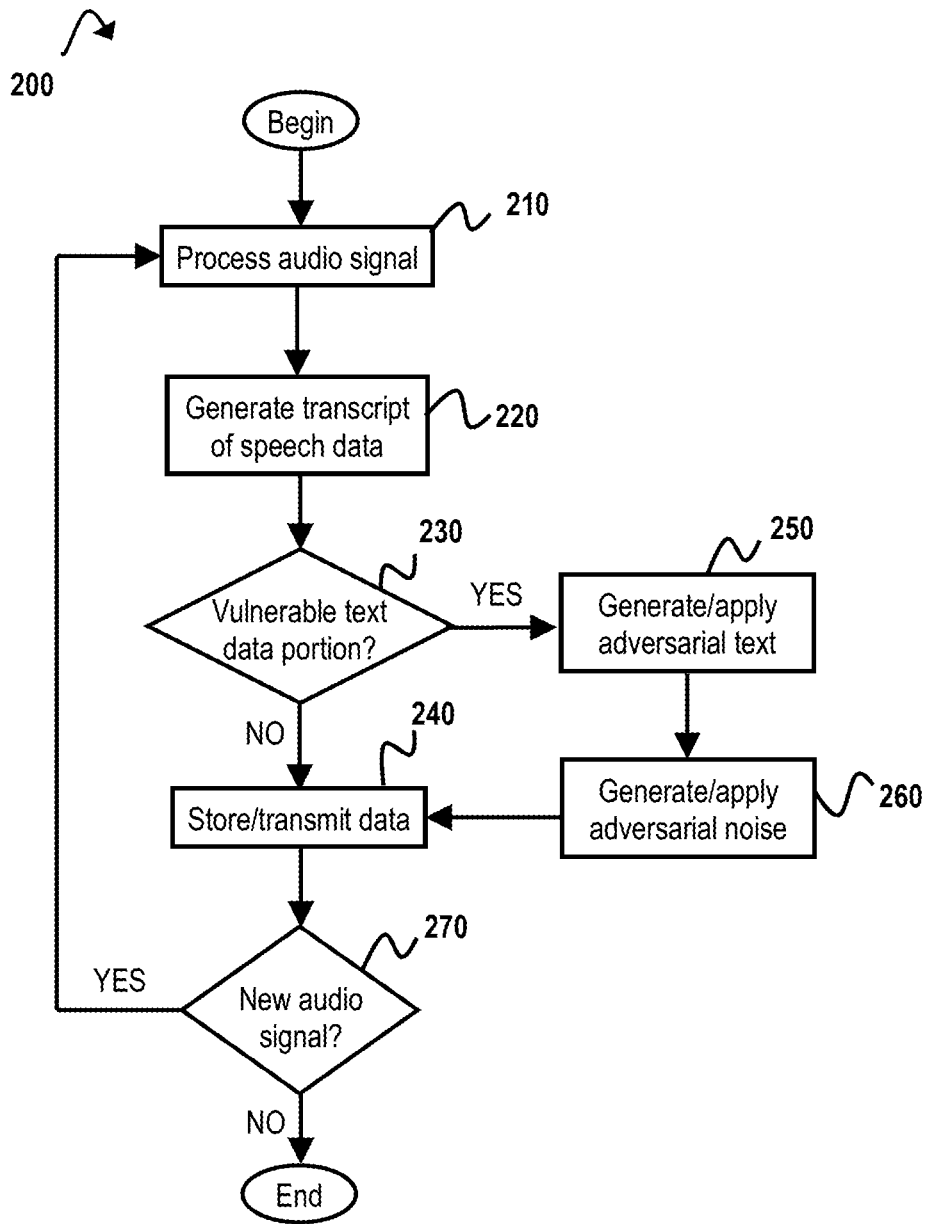 200
Begin
210
Process audio signal
Generate transcript
of speech data
220
230
Vulnerable text
data portion?
YES
250
Generate/apply
adversarial text
NO
240
Store/transmit data
Generate/apply
adversarial noise
260
270
YES
New audio
signal?
NO
End